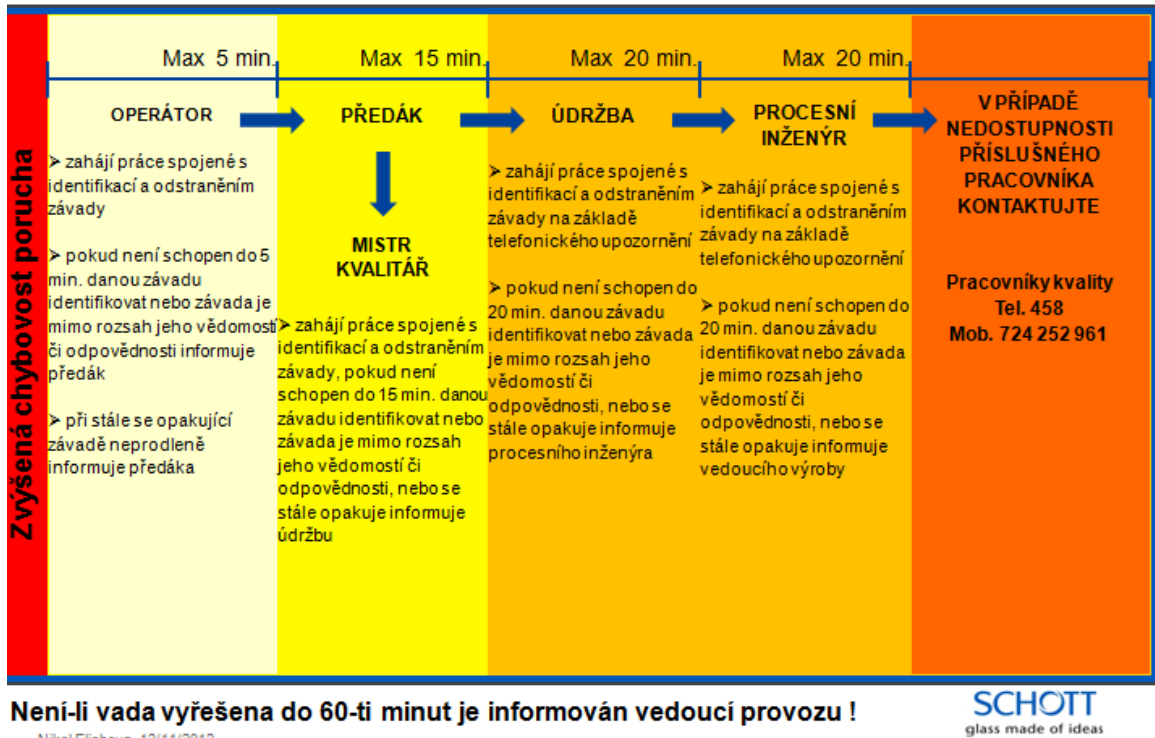 Zvýšená chybovost porucha
Max 5 min.
OPERÁTOR
➢ zahájí práce spojené s
identifikací a odstraněním
závady
➢ pokud není schopen do 5
min. danou závadu
identifikovat nebo závada je
mimo rozsah jeho vědomostí
či odpovědnosti informuje
předák
➢ při stále se opakující
závadě neprodleně
informuje předáka
Max 15 min.
PŘEDÁK
MISTR
KVALITÁŘ
➢ zahájí práce spojené s
identifikací a odstraněním
závady, pokud není
schopen do 15 min. danou
závadu identifikovat nebo
závada je mimo rozsah
jeho vědomostí či
odpovědnosti, nebo se
stále opakuje informuje
údržbu
Max 20 min.
ÚDRŽBA
➢ zahájí práce spojené s
identifikací a odstraněním
závady na základě
telefonického upozornění
➢ pokud není schopen do
20 min. danou závadu
identifikovat nebo závada
je mimo rozsah jeho
vědomostí či
odpovědnosti, nebo se
stále opakuje informuje
procesního inženýra
Max 20 min.
PROCESNÍ
INŽENÝR
➢ zahájí práce spojené s
identifikací a odstraněním
závady na základě
telefonického upozornění
➢ pokud není schopen do
20 min. danou závadu
identifikovat nebo závada
je mimo rozsah jeho
vědomostí či
odpovědnosti, nebo se
stále opakuje informuje
vedoucího výroby
V PŘÍPADĚ
NEDOSTUPNOSTI
PŘÍSLUŠNÉHO
PRACOVNÍKA
KONTAKTUJTE
Pracovníky kvality
Tel. 458
Mob. 724 252 961
Není-li vada vyřešena do 60-ti minut je informován vedoucí provozu !
SCHOTT
glass made of ideas